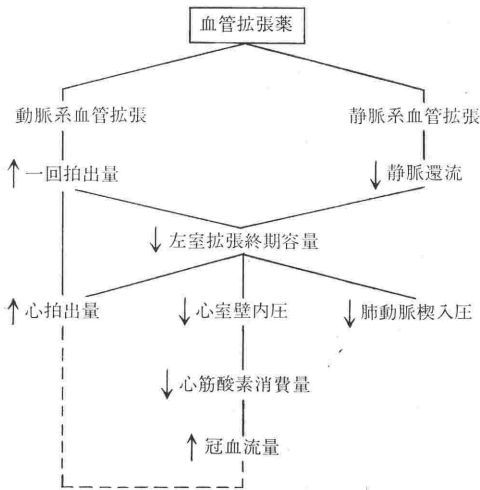 血管拡張薬
動脈系血管拡張
静脈系血管拡張
↑一回拍出量
↓静脈還流
↓左室拡張終期容量
↑心拍出量
↓心室壁内圧
↓肺動脈楔入圧
↓心筋酸素消費量
↑冠血流量